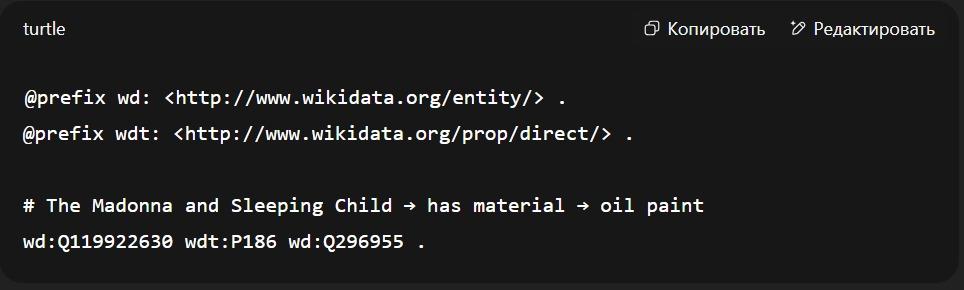 turtle
Копировать
Редактировать
@prefix wd: <http://www.wikidata.org/entity/> .
@prefix wdt: <http://www.wikidata.org/prop/direct/> .
# The Madonna and Sleeping Child → has material → oil paint
wd:Q119922630 wdt:P186 wd:Q296955 .